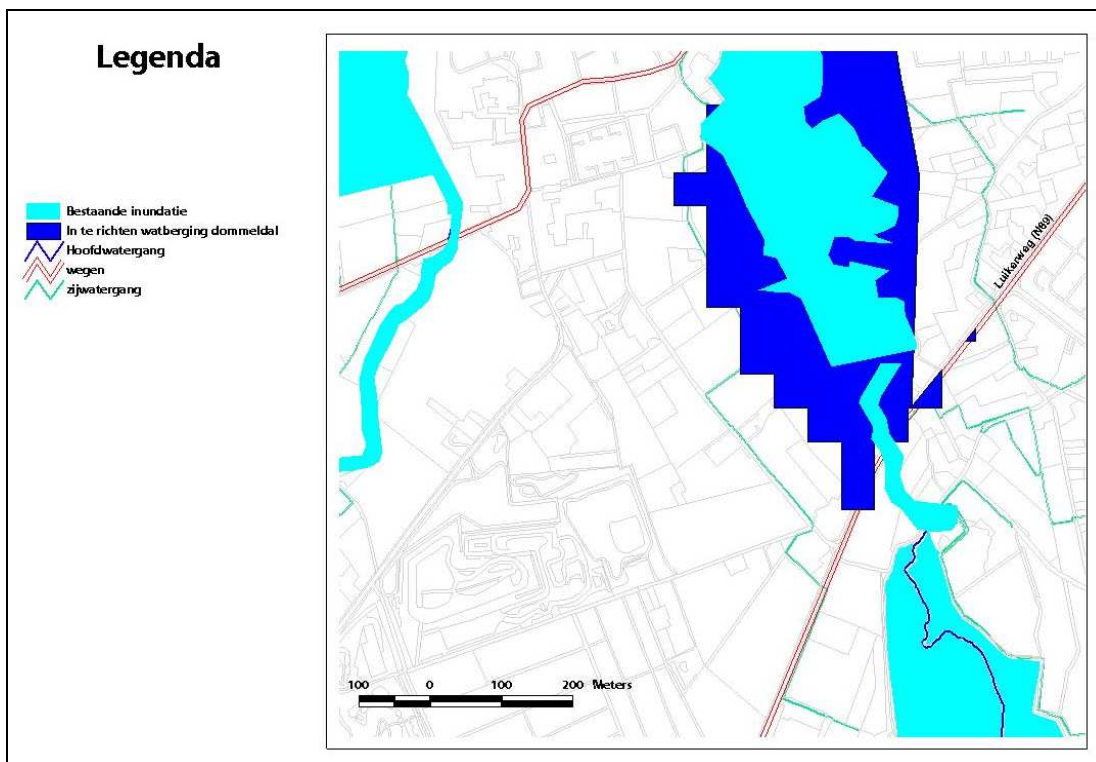 Legenda
Bestaande inundatie
In te richten watberging dommeldal
Hoofdwatergang
wegen
zijwatergang
Luikerweg (N69)
100 0 100 200 Meters